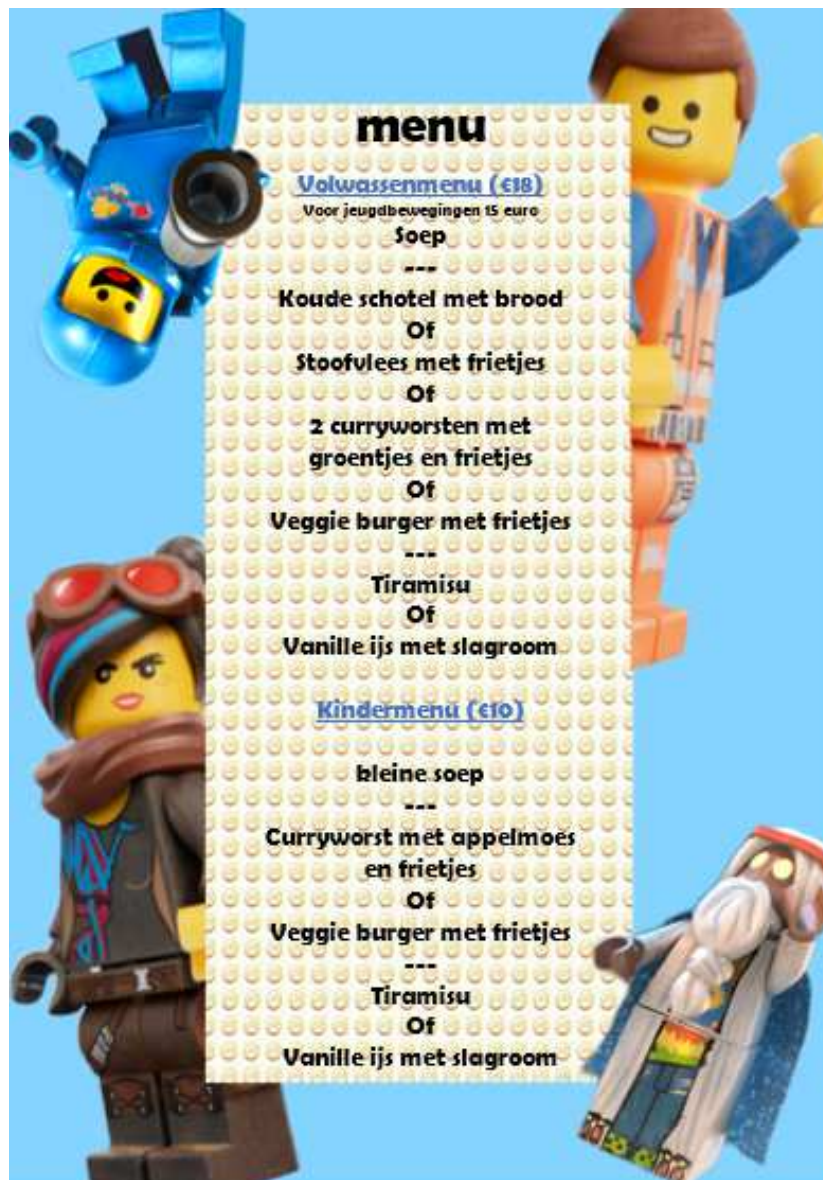 menu
Volwassenmenu (€18)
Voor jeugdbewegingen 15 euro
Soep
---
Koude schotel met brood
Of
Stoofvlees met frietjes
Of
2 curryworsten met
groentjes en frietjes
Of
Veggie burger met frietjes
---
Tiramisu
Of
Vanille ijs met slagroom
Kindermenu (€10)
kleine soep
---
Curryworst met appelmoes
en frietjes
Of
Veggie burger met frietjes
---
Tiramisu
Of
Vanille ijs met slagroom